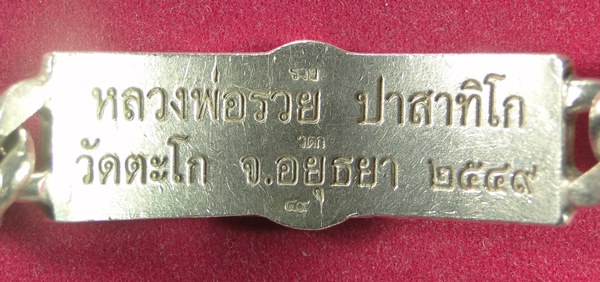 รวย
หลวงพ่อรวย ปาสาทิโก
วตก
วัดตะโก จ.อยุธยา ๒๕๔๙
๔๙